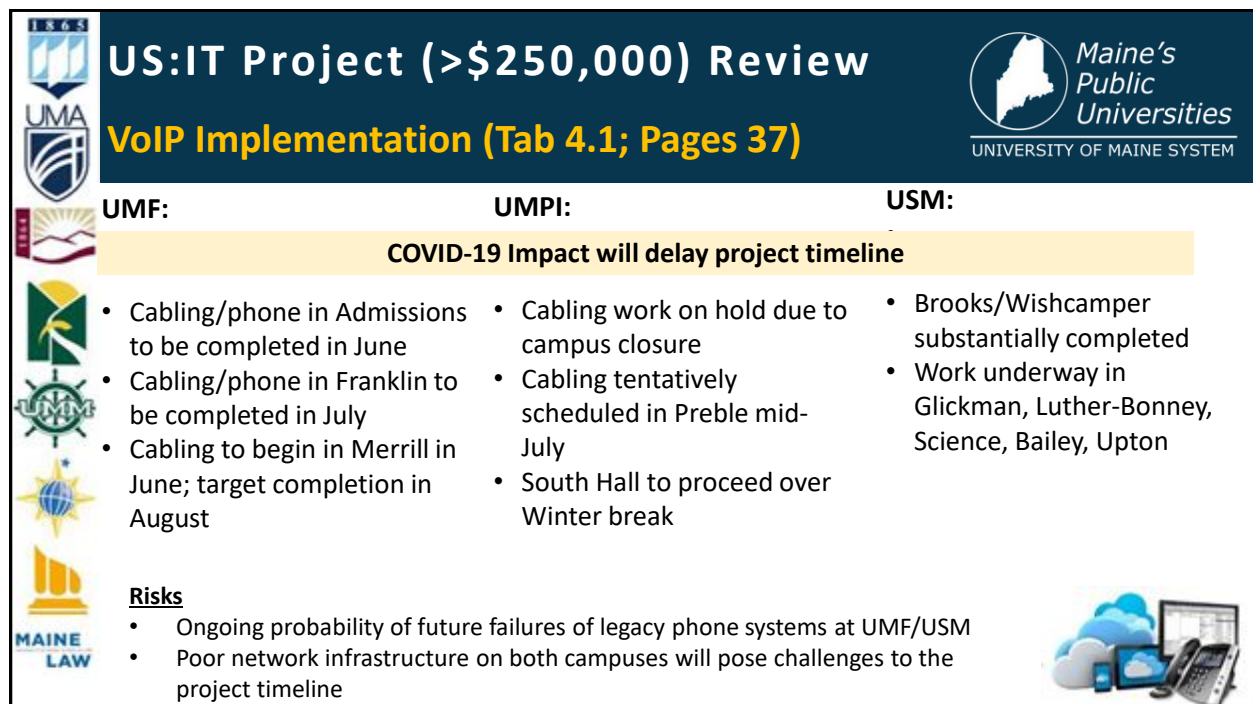 1865
US:IT Project (>$250,000) Review
VoIP Implementation (Tab 4.1; Pages 37)
Maine's
Public
Universities
UNIVERSITY OF MAINE SYSTEM
UMA
1864
UMM
MAINE
LAW
UMF:
UMPI:
USM:
COVID-19 Impact will delay project timeline
• Cabling/phone in Admissions
to be completed in June
• Cabling/phone in Franklin to
be completed in July
• Cabling to begin in Merrill in
June; target completion in
August
• Cabling work on hold due to
campus closure
• Cabling tentatively
scheduled in Preble mid-
July
• South Hall to proceed over
Winter break
• Brooks/Wishcamper
substantially completed
• Work underway in
Glickman, Luther-Bonney,
Science, Bailey, Upton
Risks
• Ongoing probability of future failures of legacy phone systems at UMF/USM
• Poor network infrastructure on both campuses will pose challenges to the
project timeline